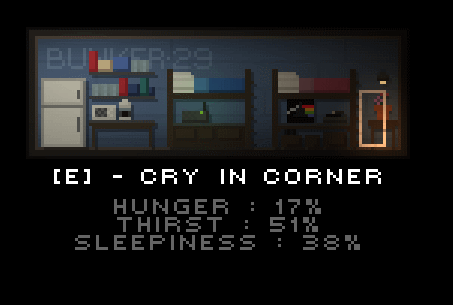 BUNKER-29
[E] - CRY IN CORNER
HUNGER : 17%
THIRST : 51%
SLEEPINESS : 38%